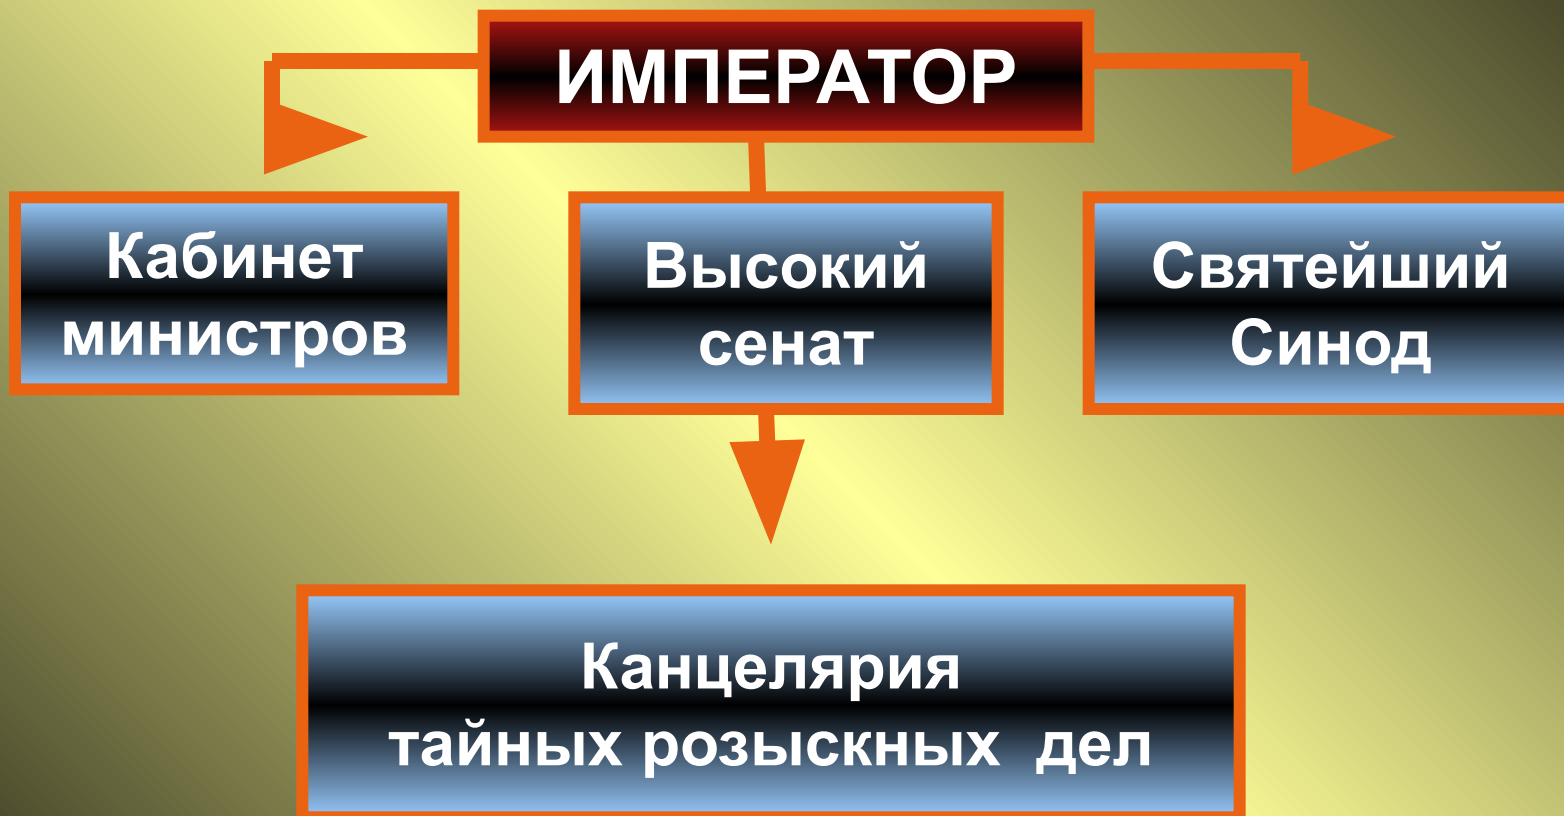 ИМПЕРАТОР
Кабинет
министров
Высокий
сенат
Святейший
Синод
Канцелярия
тайных розыскных дел